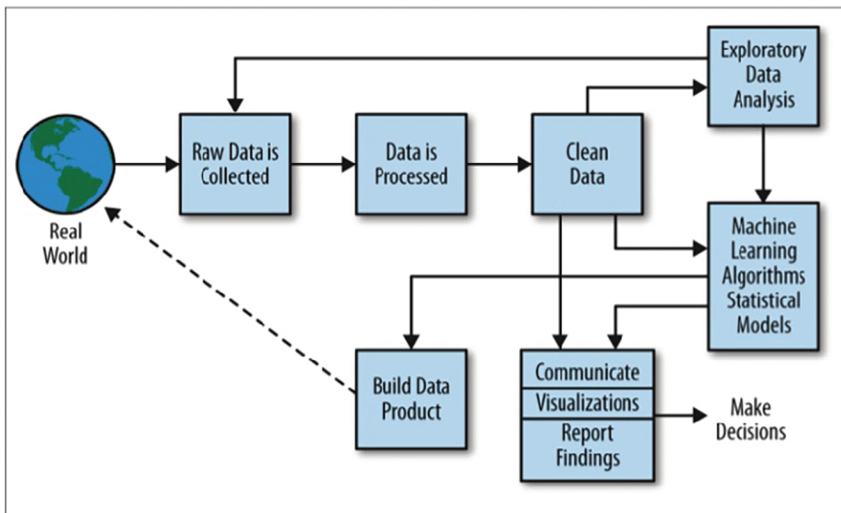 Exploratory
Data
Analysis
Raw Data is
Collected
Data is
Processed
Clean
Data
Real
World
Machine
Learning
Algorithms
Statistical
Models
Build Data
Product
Communicate
Visualizations
Report
Findings
Make
Decisions